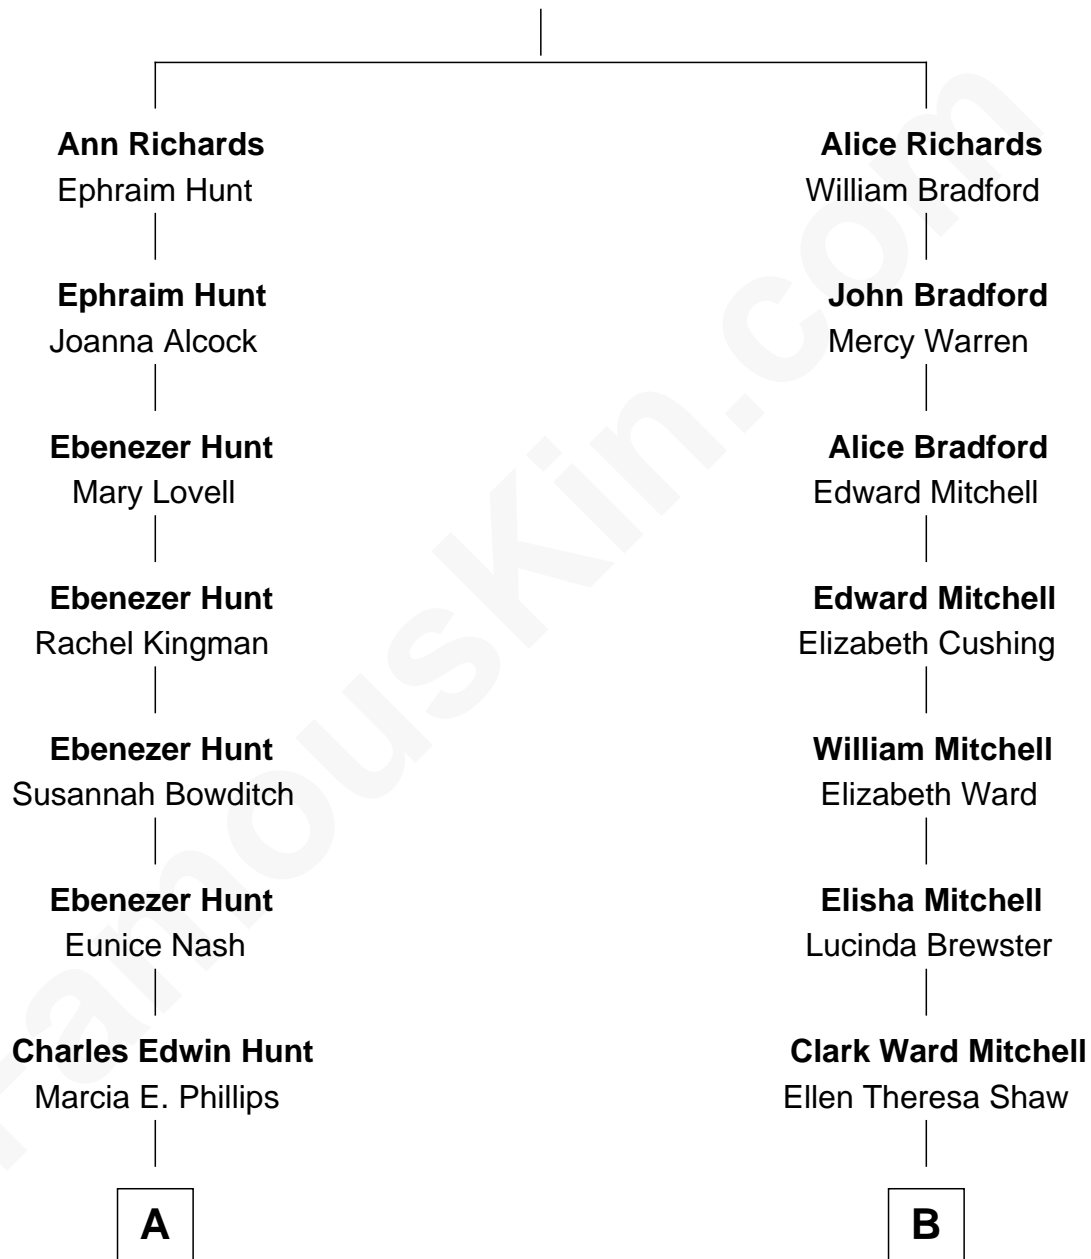 Ann Richards
Ephraim Hunt
Alice Richards
William Bradford
Ephraim Hunt
Joanna Alcock
John Bradford
Mercy Warren
Ebenezer Hunt
Mary Lovell
Alice Bradford
Edward Mitchell
Ebenezer Hunt
Rachel Kingman
Edward Mitchell
Elizabeth Cushing
Ebenezer Hunt
Susannah Bowditch
William Mitchell
Elizabeth Ward
Ebenezer Hunt
Eunice Nash
Elisha Mitchell
Lucinda Brewster
Charles Edwin Hunt
Marcia E. Phillips
Clark Ward Mitchell
Ellen Theresa Shaw
A
B
FamousKin.com